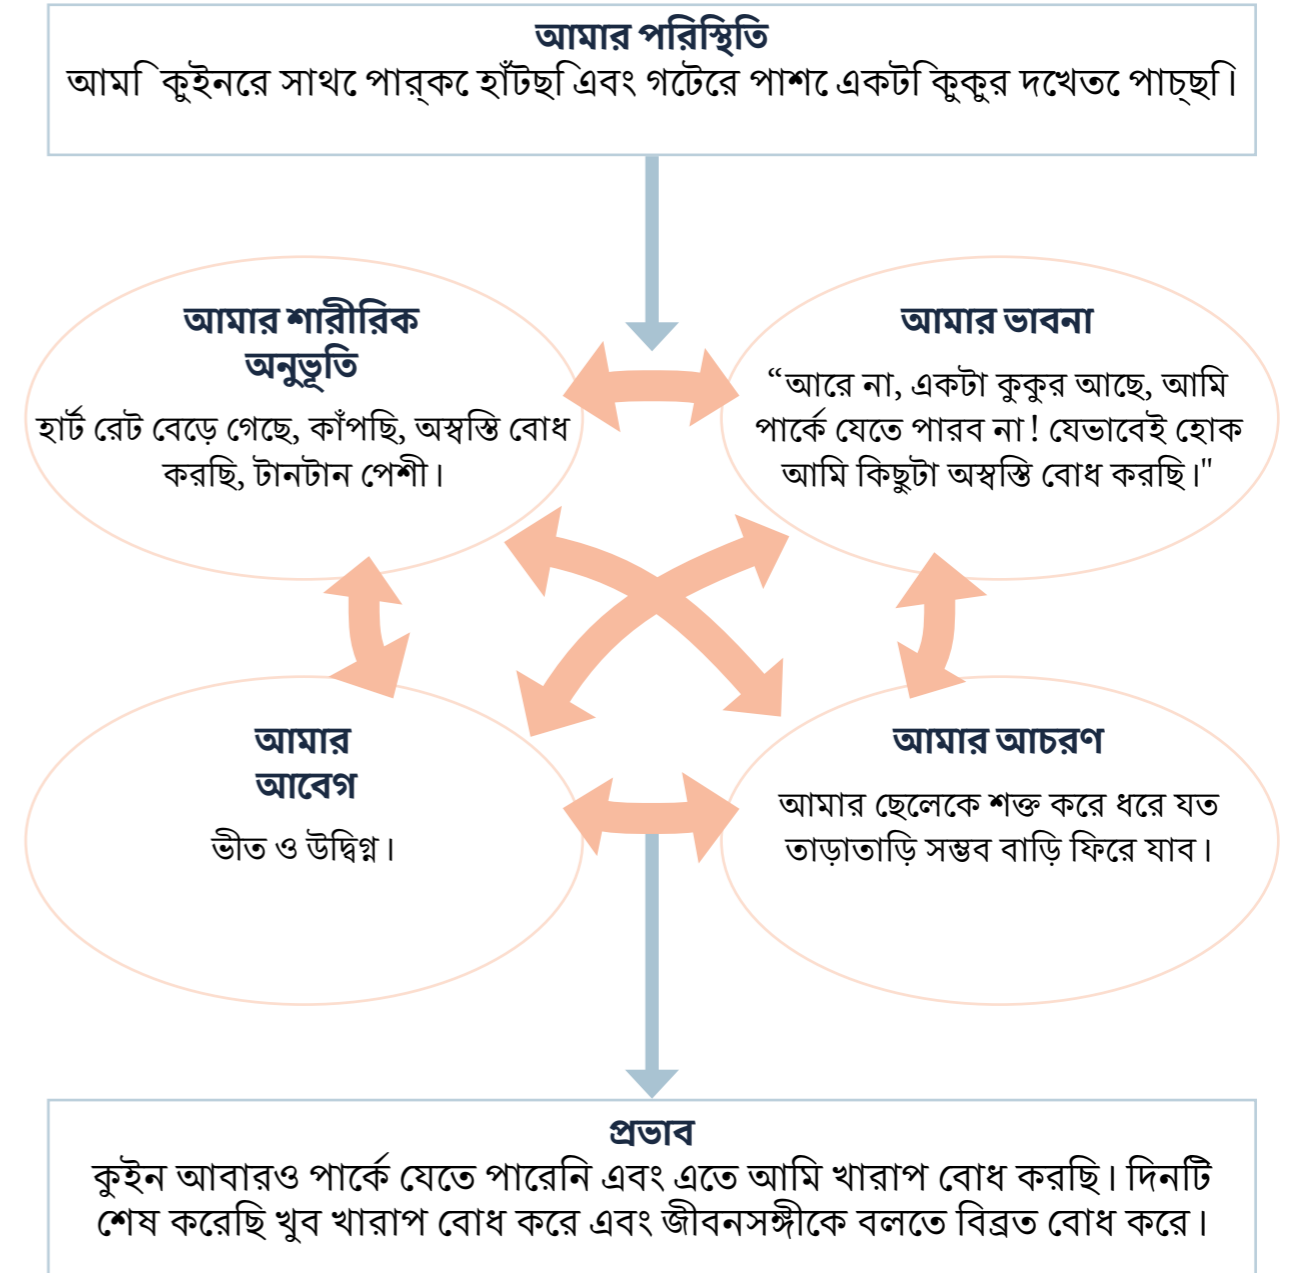 আমার পরিস্থিতি
আমি কুইনরে সাথে পার্কে হাঁটছি এবং গেটের পাশে একটি কুকুর দেখতে পাচ্ছি।
আমার শারীরিক
অনুভূতি
হার্ট রেট বেড়ে গেছে, কাঁপছি, অস্বস্তি বোধ
করছি, টানটান পেশী।
আমার ভাবনা
“আরে না, একটা কুকুর আছে, আমি
পার্কে যেতে পারব না! যেভাবেই হোক
আমি কিছুটা অস্বস্তি বোধ করছি।"
আমার
আবেগ
ভীত ও উদ্বিগ্ন।
আমার আচরণ
আমার ছেলেকে শক্ত করে ধরে যত
তাড়াতাড়ি সম্ভব বাড়ি ফিরে যাব।
প্রভাব
কুইন আবারও পার্কে যেতে পারেনি এবং এতে আমি খারাপ বোধ করছি। দিনটি
শেষ করেছি খুব খারাপ বোধ করে এবং জীবনসঙ্গীকে বলতে বিব্রত বোধ করে।